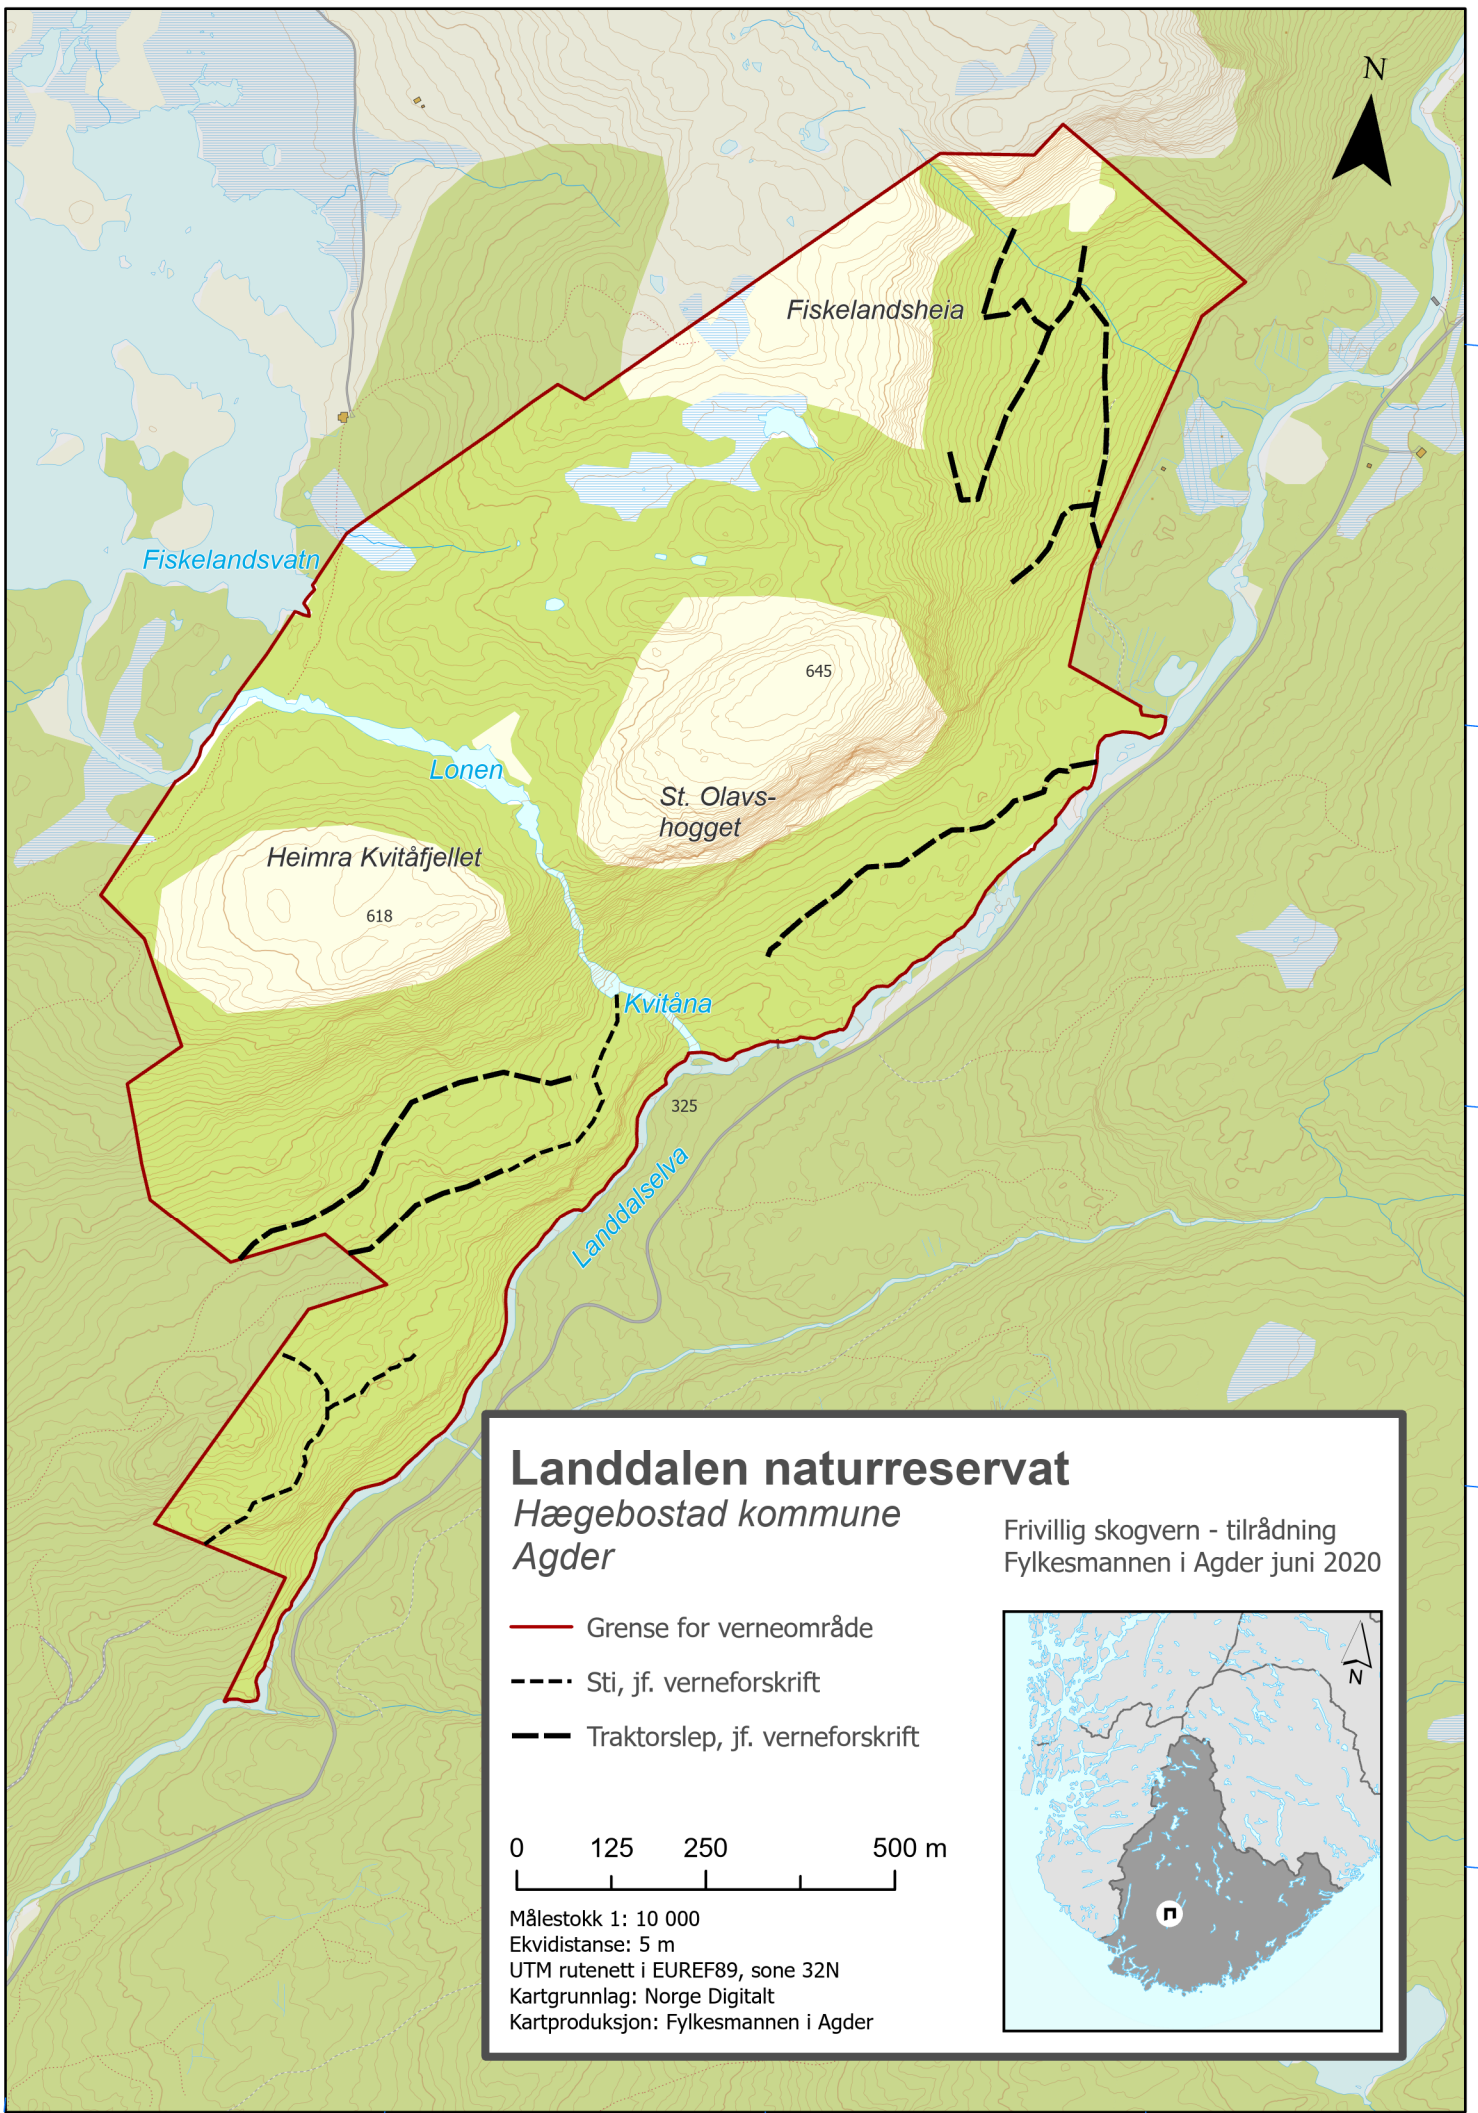 N
Fiskelandsheia
Fiskelandsvatn
645
Lonen
St. Olavs-
hogget
Heimra Kvitåfjellet
618
Kvitåna
325
Landdalselva
Landdalen naturreservat
Hægebostad kommune
Agder
Frivillig skogvern - tilrådning
Fylkesmannen i Agder juni 2020
Grense for verneområde
Sti, jf. verneforskrift
Traktorslep, jf. verneforskrift
N
0 125 250 500 m
Målestokk 1: 10 000
Ekvidistanse: 5 m
UTM rutenett i EUREF89, sone 32N
Kartgrunnlag: Norge Digitalt
Kartproduksjon: Fylkesmannen i Agder